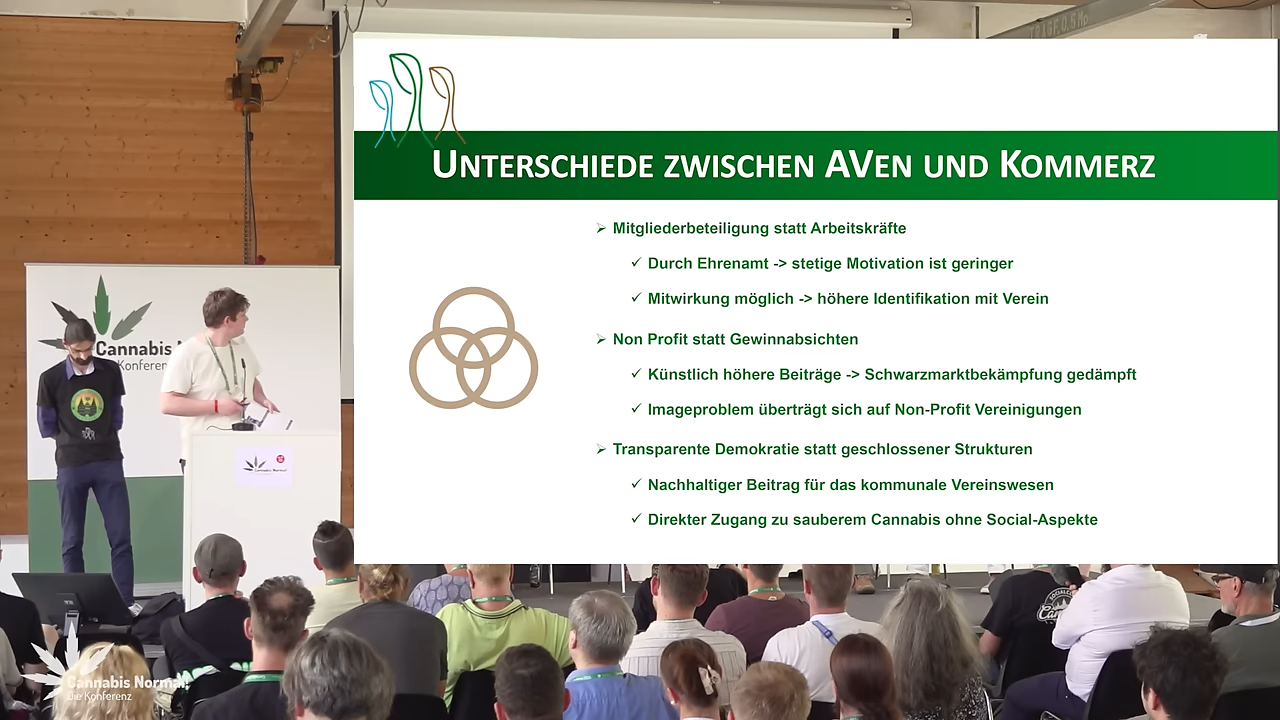 UNTERSCHIEDE ZWISCHEN AVEN UND KOMMERZ
Mitgliederbeteiligung statt Arbeitskräfte
Durch Ehrenamt -> stetige Motivation ist geringer
Mitwirkung möglich -> höhere Identifikation mit Verein
Non Profit statt Gewinnabsichten
Künstlich höhere Beiträge -> Schwarzmarktbekämpfung gedämpft
Imageproblem überträgt sich auf Non-Profit Vereinigungen
Transparente Demokratie statt geschlossener Strukturen
Nachhaltiger Beitrag für das kommunale Vereinswesen
Direkter Zugang zu sauberem Cannabis ohne Social-Aspekte
Cannabis
Konferen
Cannabis Normal
Cannabis Normal
Die Konferenz